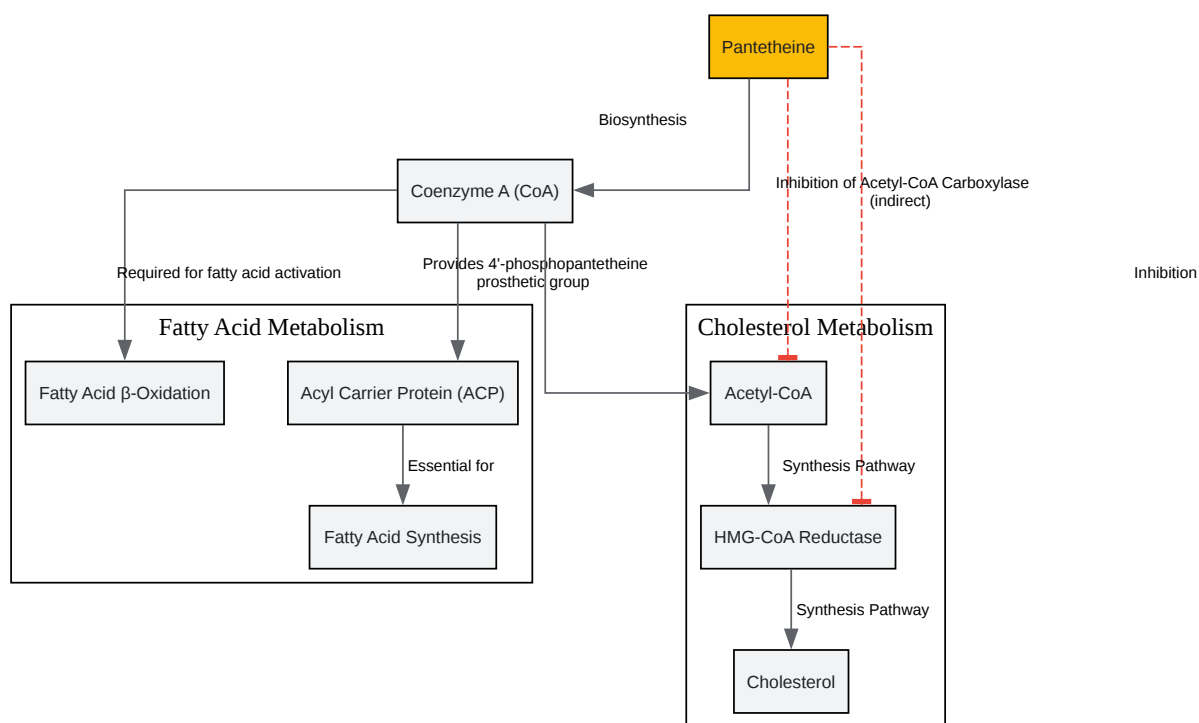 Pantetheine
Biosynthesis
Coenzyme A (CoA)
Inhibition of Acetyl-CoA Carboxylase
(indirect)
Provides 4'-phosphopantetheine
prosthetic group
Required for fatty acid activation
Inhibition
Fatty Acid Metabolism
Cholesterol Metabolism
Fatty Acid β-Oxidation
Acyl Carrier Protein (ACP)
Acetyl-CoA
Essential for
Synthesis Pathway
Fatty Acid Synthesis
HMG-CoA Reductase
Synthesis Pathway
Cholesterol